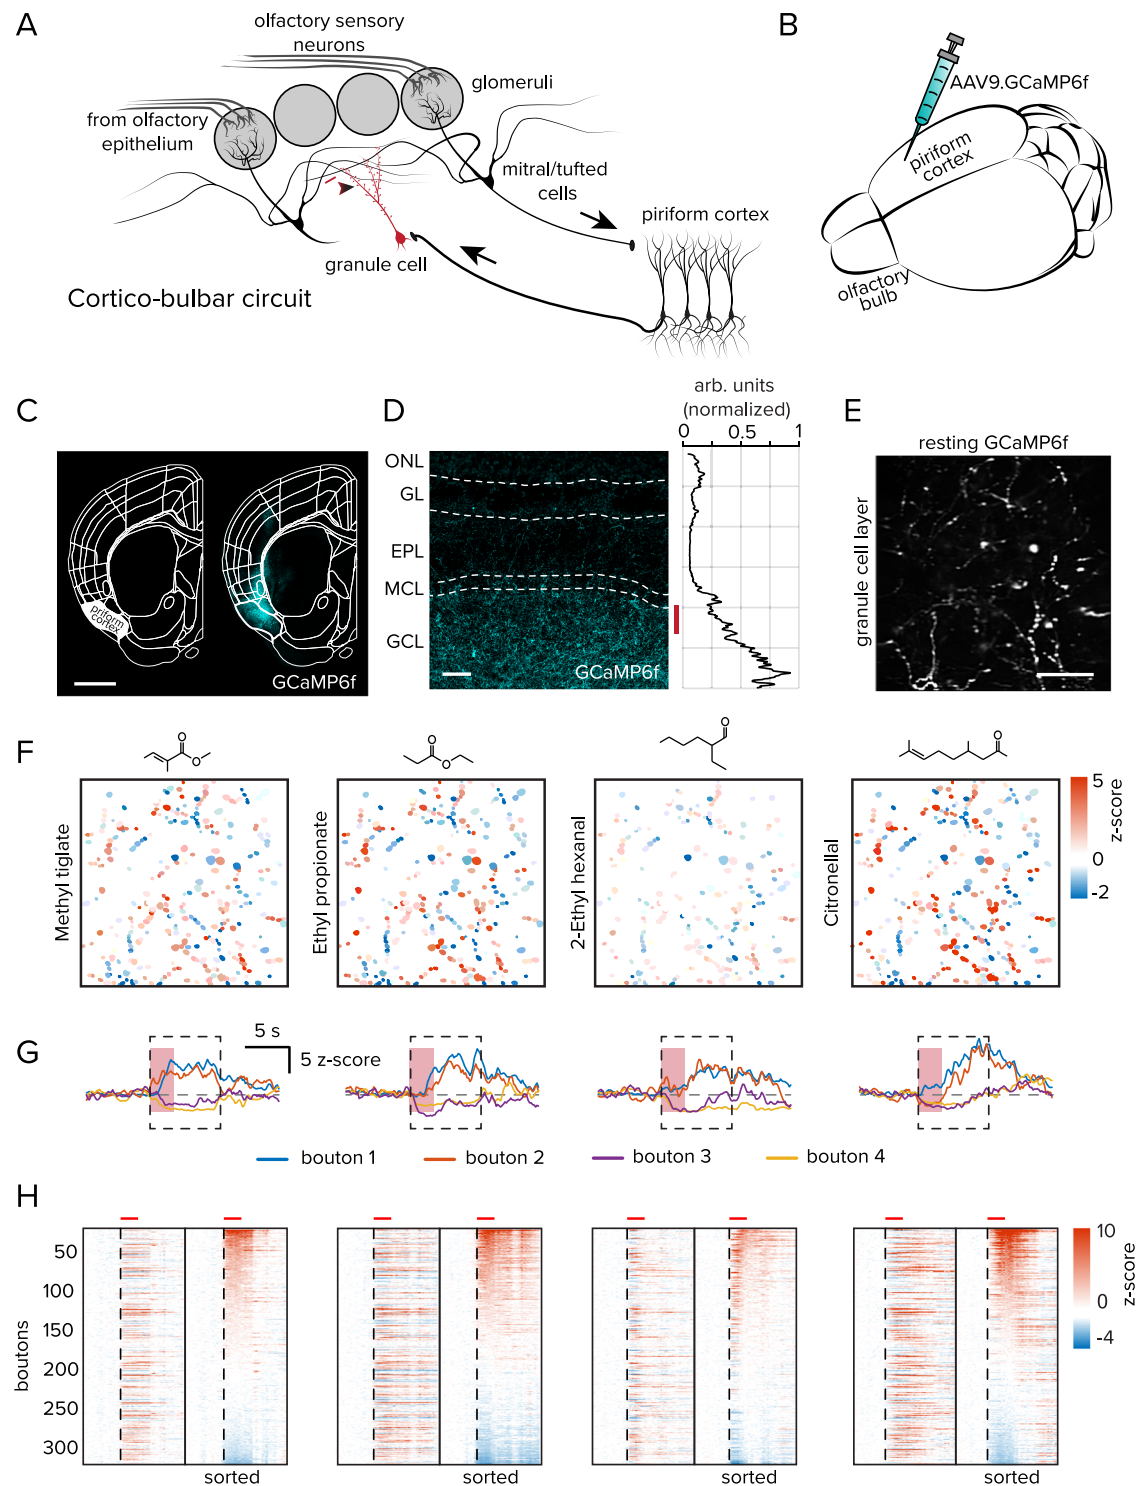 A
olfactory sensory
neurons
glomeruli
from olfactory
epithelium
mitral/tufted
cells
piriform cortex
granule cell
Cortico-bulbar circuit
B
AAV9.GCaMP6f
piriform
cortex
olfactory
bulb
C
priform
cortex
GCaMP6f
D
ONL
GL
EPL
MCL
GCL
GCaMP6f
arb. units
(normalized)
0 0.5 1
E
resting GCaMP6f
granule cell layer
F
O
O
Methyl tiglate
O
O
Ethyl propionate
O
2-Ethyl hexanal
O
Citronellal
5
0
-2
z-score
G
5 s
5 z-score
bouton 1
bouton 2
bouton 3
bouton 4
H
boutons
50
100
150
200
250
300
sorted
sorted
sorted
sorted
10
0
-4
z-score